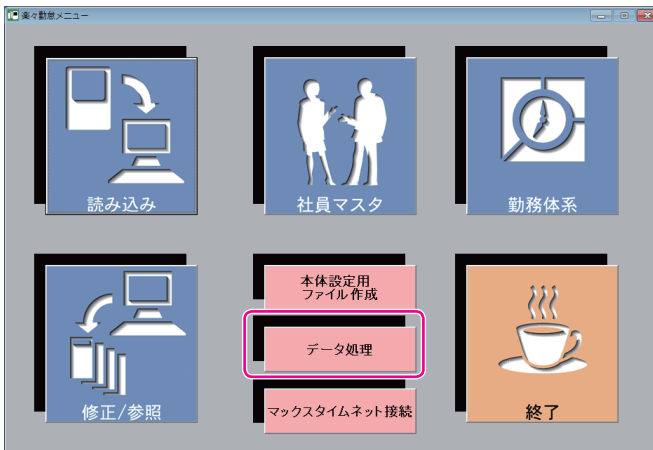 楽々勤怠メニュー
読み込み
社員マスタ
勤務体系
本体設定用
ファイル作成
データ処理
修正/参照
マックスタイムネット接続
終了